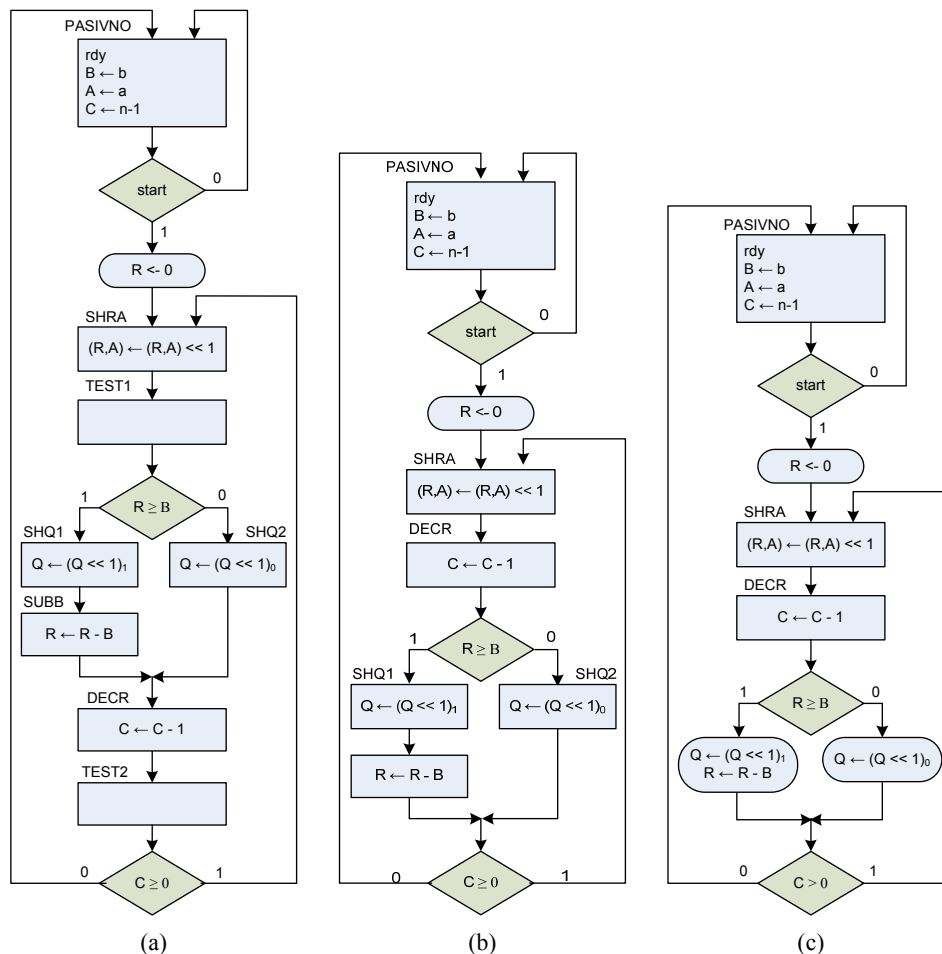 PASIVNO
rdy
B ← b
A ← a
C ← n-1
start
0
1
R <- 0
SHRA
(R,A) ← (R,A) << 1
TEST1
R ≥ B
1
0
SHQ1
SHQ2
Q ← (Q << 1)₁
Q ← (Q << 1)₀
SUBB
R ← R - B
DECR
C ← C - 1
TEST2
C ≥ 0
0
1
(a)
PASIVNO
rdy
B ← b
A ← a
C ← n-1
start
0
1
R <- 0
SHRA
(R,A) ← (R,A) << 1
DECR
C ← C - 1
R ≥ B
1
0
SHQ1
SHQ2
Q ← (Q << 1)₁
Q ← (Q << 1)₀
R ← R - B
C ≥ 0
0
1
(b)
PASIVNO
rdy
B ← b
A ← a
C ← n-1
start
0
1
R <- 0
SHRA
(R,A) ← (R,A) << 1
DECR
C ← C - 1
R ≥ B
1
0
Q ← (Q << 1)₁
R ← R - B
Q ← (Q << 1)₀
C > 0
0
1
(c)